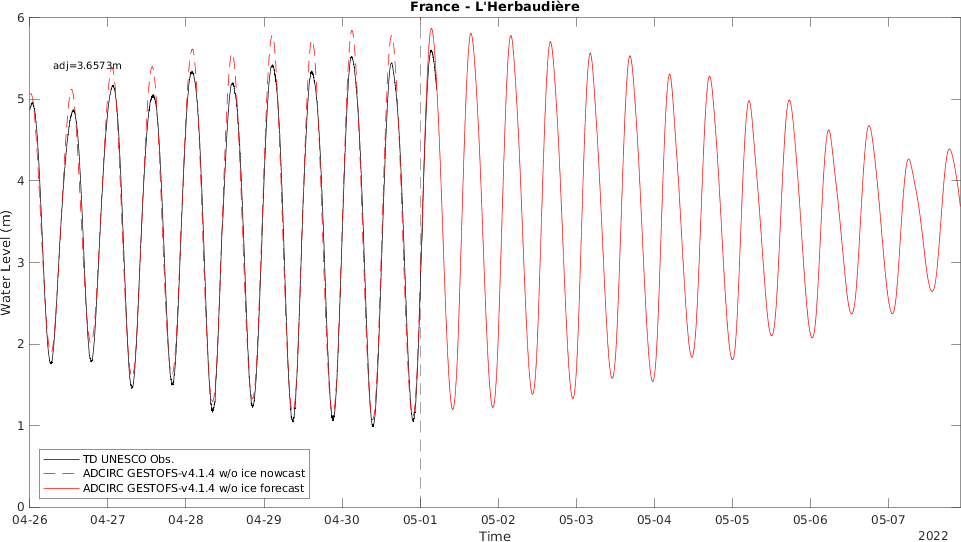 France - L'Herbaudière
adj=3.6573m
Water Level (m)
6
5
4
3
2
1
0
TD UNESCO Obs.
ADCIRC GESTOFS-v4.1.4 w/o ice nowcast
ADCIRC GESTOFS-v4.1.4 w/o ice forecast
04-26 04-27 04-28 04-29 04-30 05-01 05-02 05-03 05-04 05-05 05-06 05-07
Time
2022